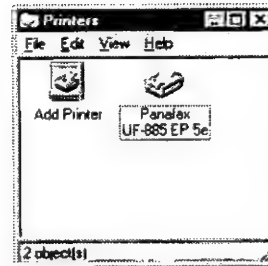 Printers
File Edit View Help
Add Printer
Panafax
UF-885 EP 5e
2 object(s)